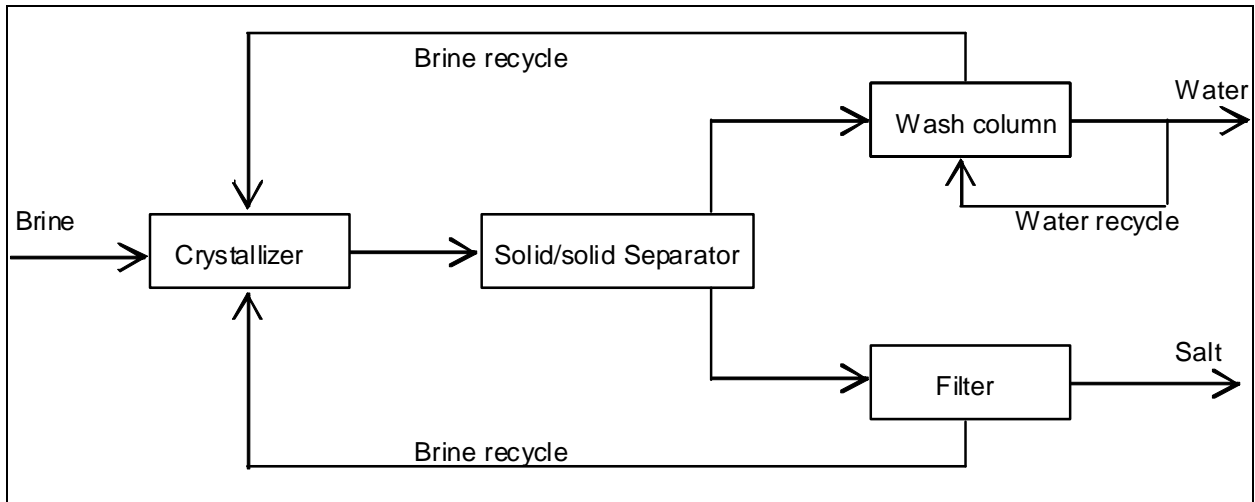 Brine recycle
Water
Wash column
Brine
Water recycle
Crystallizer
Solid/solid Separator
Salt
Filter
Brine recycle